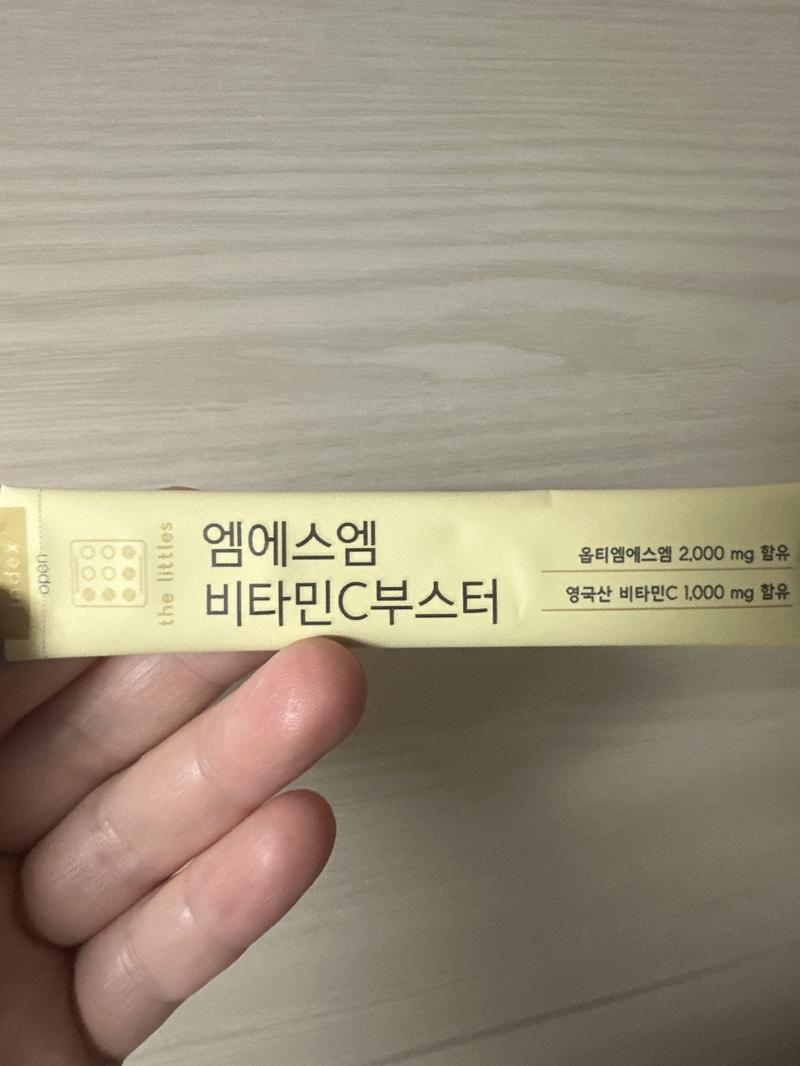 index
open
the littles
엠에스엠
비타민C부스터
옵티엠에스엠 2,000 mg 함유
영국산 비타민C 1,000 mg 함유